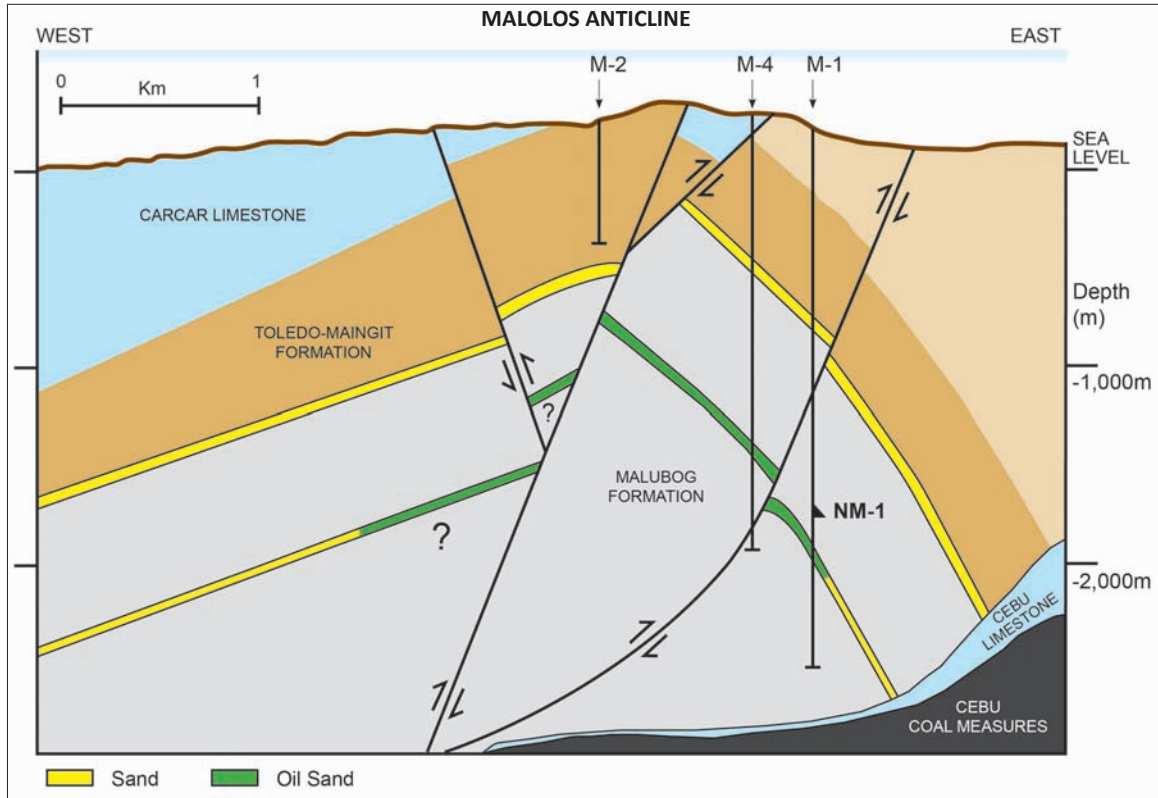 MALOLOS ANTICLINE
WEST
EAST
0
1
Km
M-2
M-4
M-1
SEA
LEVEL
CARCAR LIMESTONE
Depth
(m)
TOLEDO-MAINGIT
FORMATION
-1,000m
?
MALUBOG
FORMATION
NM-1
?
-2,000m
CEBU
LIMESTONE
CEBU
COAL MEASURES
Sand
Oil Sand